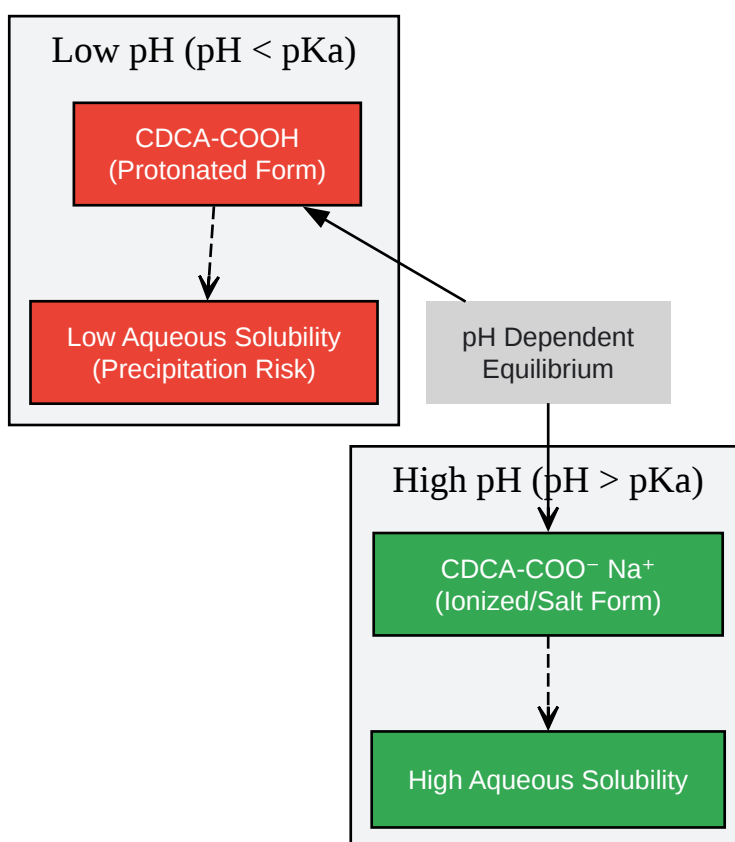 Low pH (pH < pKa)
CDCA-COOH
(Protonated Form)
Low Aqueous Solubility
(Precipitation Risk)
pH Dependent
Equilibrium
High pH (pH > pKa)
CDCA-COO⁻ Na⁺
(Ionized/Salt Form)
High Aqueous Solubility